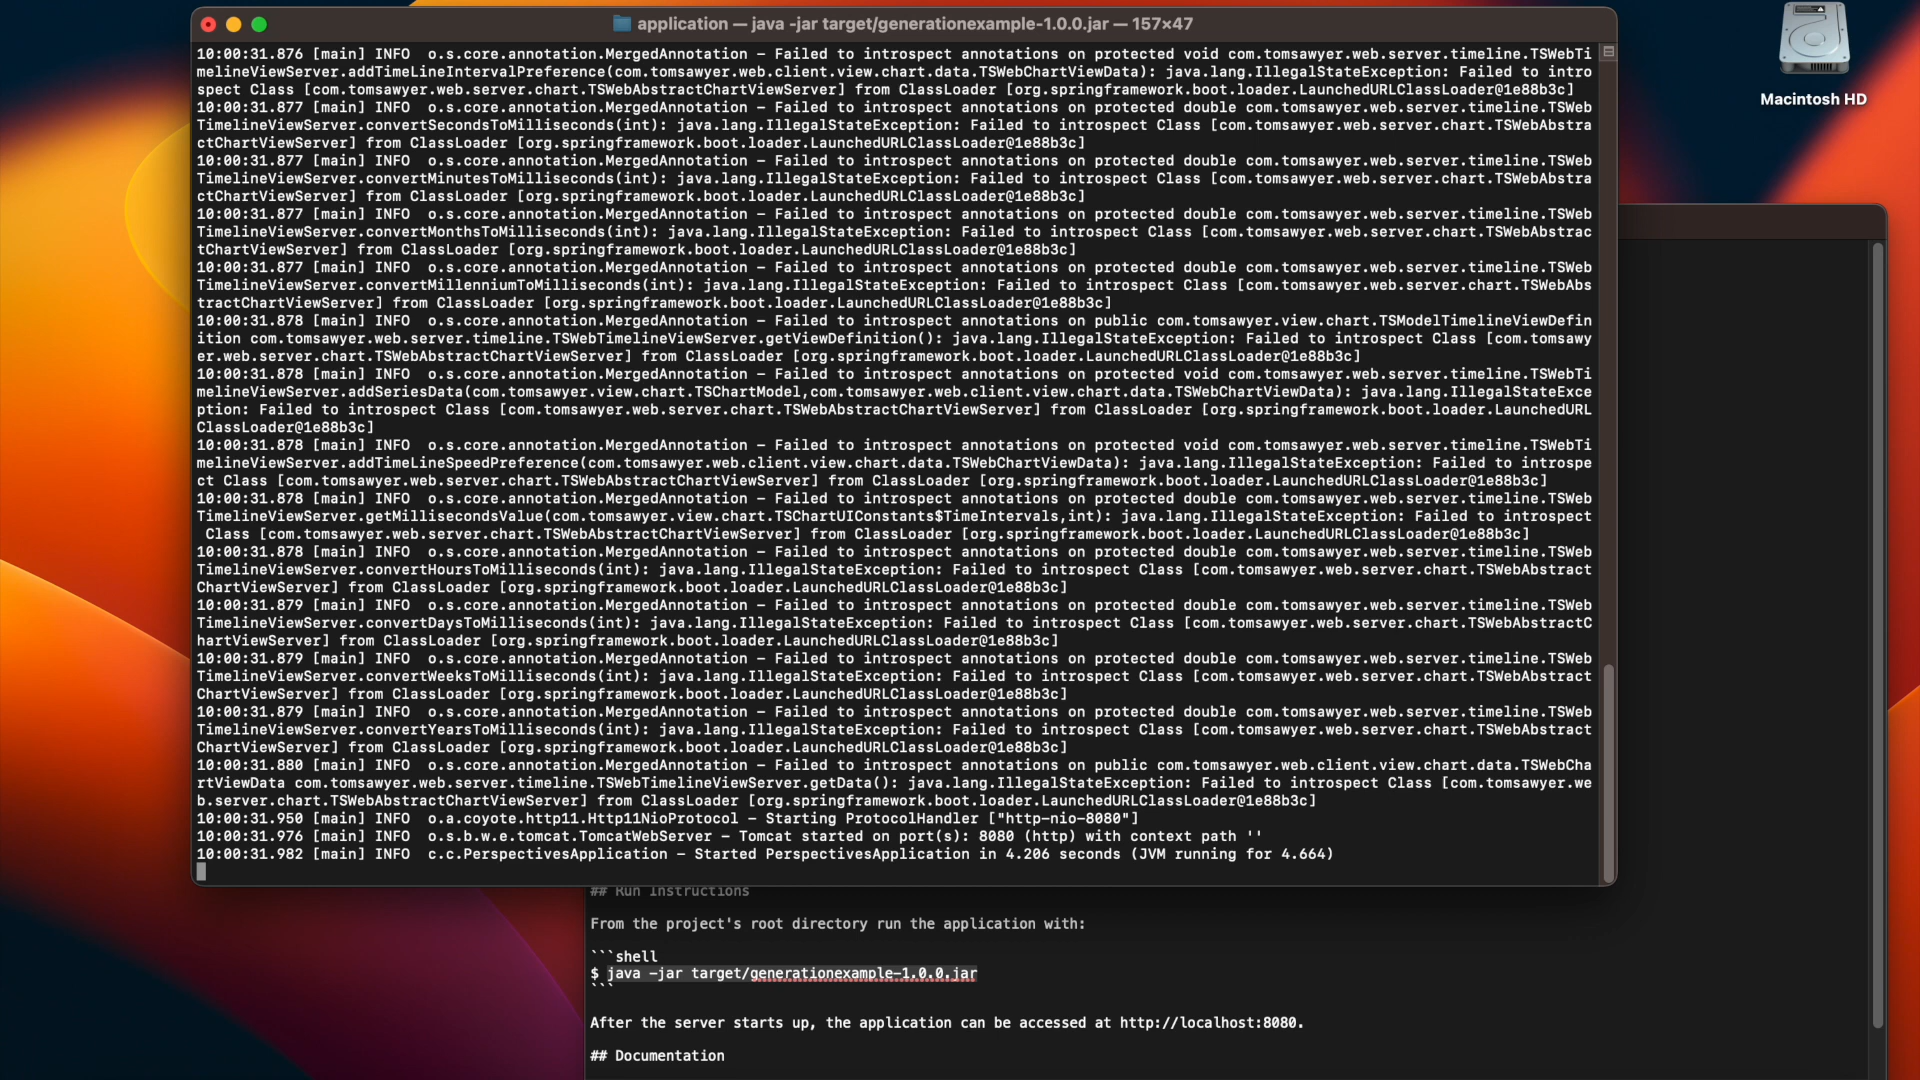 application — java -jar target/generationexample-1.0.0.jar — 157×47
Macintosh HD
10:00:31.876 [main] INFO  o.s.core.annotation.MergedAnnotation - Failed to introspect annotations on protected void com.tomsawyer.web.server.timeline.TSWebTi
melineViewServer.addTimeLineIntervalPreference(com.tomsawyer.web.client.view.chart.data.TSWebChartViewData): java.lang.IllegalStateException: Failed to intro
spect Class [com.tomsawyer.web.server.chart.TSWebAbstractChartViewServer] from ClassLoader [org.springframework.boot.loader.LaunchedURLClassLoader@1e88b3c]
10:00:31.877 [main] INFO  o.s.core.annotation.MergedAnnotation - Failed to introspect annotations on protected double com.tomsawyer.web.server.timeline.TSWeb
TimelineViewServer.convertSecondsToMilliseconds(int): java.lang.IllegalStateException: Failed to introspect Class [com.tomsawyer.web.server.chart.TSWebAbstra
ctChartViewServer] from ClassLoader [org.springframework.boot.loader.LaunchedURLClassLoader@1e88b3c]
10:00:31.877 [main] INFO  o.s.core.annotation.MergedAnnotation - Failed to introspect annotations on protected double com.tomsawyer.web.server.timeline.TSWeb
TimelineViewServer.convertMinutesToMilliseconds(int): java.lang.IllegalStateException: Failed to introspect Class [com.tomsawyer.web.server.chart.TSWebAbstra
ctChartViewServer] from ClassLoader [org.springframework.boot.loader.LaunchedURLClassLoader@1e88b3c]
10:00:31.877 [main] INFO  o.s.core.annotation.MergedAnnotation - Failed to introspect annotations on protected double com.tomsawyer.web.server.timeline.TSWeb
TimelineViewServer.convertMonthsToMilliseconds(int): java.lang.IllegalStateException: Failed to introspect Class [com.tomsawyer.web.server.chart.TSWebAbstrac
tChartViewServer] from ClassLoader [org.springframework.boot.loader.LaunchedURLClassLoader@1e88b3c]
10:00:31.877 [main] INFO  o.s.core.annotation.MergedAnnotation - Failed to introspect annotations on protected double com.tomsawyer.web.server.timeline.TSWeb
TimelineViewServer.convertMillenniumToMilliseconds(int): java.lang.IllegalStateException: Failed to introspect Class [com.tomsawyer.web.server.chart.TSWebAbs
tractChartViewServer] from ClassLoader [org.springframework.boot.loader.LaunchedURLClassLoader@1e88b3c]
10:00:31.878 [main] INFO  o.s.core.annotation.MergedAnnotation - Failed to introspect annotations on public com.tomsawyer.view.chart.TSModelTimelineViewDefin
ition com.tomsawyer.web.server.timeline.TSWebTimelineViewServer.getViewDefinition(): java.lang.IllegalStateException: Failed to introspect Class [com.tomsawy
er.web.server.chart.TSWebAbstractChartViewServer] from ClassLoader [org.springframework.boot.loader.LaunchedURLClassLoader@1e88b3c]
10:00:31.878 [main] INFO  o.s.core.annotation.MergedAnnotation - Failed to introspect annotations on protected void com.tomsawyer.web.server.timeline.TSWebTi
melineViewServer.addSeriesData(com.tomsawyer.view.chart.TSChartModel,com.tomsawyer.web.client.view.chart.data.TSWebChartViewData): java.lang.IllegalStateExce
ption: Failed to introspect Class [com.tomsawyer.web.server.chart.TSWebAbstractChartViewServer] from ClassLoader [org.springframework.boot.loader.LaunchedURL
ClassLoader@1e88b3c]
10:00:31.878 [main] INFO  o.s.core.annotation.MergedAnnotation - Failed to introspect annotations on protected void com.tomsawyer.web.server.timeline.TSWebTi
melineViewServer.addTimeLineSpeedPreference(com.tomsawyer.web.client.view.chart.data.TSWebChartViewData): java.lang.IllegalStateException: Failed to introspe
ct Class [com.tomsawyer.web.server.chart.TSWebAbstractChartViewServer] from ClassLoader [org.springframework.boot.loader.LaunchedURLClassLoader@1e88b3c]
10:00:31.878 [main] INFO  o.s.core.annotation.MergedAnnotation - Failed to introspect annotations on protected double com.tomsawyer.web.server.timeline.TSWeb
TimelineViewServer.getMillisecondsValue(com.tomsawyer.view.chart.TSChartUIConstants$TimeIntervals,int): java.lang.IllegalStateException: Failed to introspect
 Class [com.tomsawyer.web.server.chart.TSWebAbstractChartViewServer] from ClassLoader [org.springframework.boot.loader.LaunchedURLClassLoader@1e88b3c]
10:00:31.878 [main] INFO  o.s.core.annotation.MergedAnnotation - Failed to introspect annotations on protected double com.tomsawyer.web.server.timeline.TSWeb
TimelineViewServer.convertHoursToMilliseconds(int): java.lang.IllegalStateException: Failed to introspect Class [com.tomsawyer.web.server.chart.TSWebAbstract
ChartViewServer] from ClassLoader [org.springframework.boot.loader.LaunchedURLClassLoader@1e88b3c]
10:00:31.879 [main] INFO  o.s.core.annotation.MergedAnnotation - Failed to introspect annotations on protected double com.tomsawyer.web.server.timeline.TSWeb
TimelineViewServer.convertDaysToMilliseconds(int): java.lang.IllegalStateException: Failed to introspect Class [com.tomsawyer.web.server.chart.TSWebAbstractC
hartViewServer] from ClassLoader [org.springframework.boot.loader.LaunchedURLClassLoader@1e88b3c]
10:00:31.879 [main] INFO  o.s.core.annotation.MergedAnnotation - Failed to introspect annotations on protected double com.tomsawyer.web.server.timeline.TSWeb
TimelineViewServer.convertWeeksToMilliseconds(int): java.lang.IllegalStateException: Failed to introspect Class [com.tomsawyer.web.server.chart.TSWebAbstract
ChartViewServer] from ClassLoader [org.springframework.boot.loader.LaunchedURLClassLoader@1e88b3c]
10:00:31.879 [main] INFO  o.s.core.annotation.MergedAnnotation - Failed to introspect annotations on protected double com.tomsawyer.web.server.timeline.TSWeb
TimelineViewServer.convertYearsToMilliseconds(int): java.lang.IllegalStateException: Failed to introspect Class [com.tomsawyer.web.server.chart.TSWebAbstract
ChartViewServer] from ClassLoader [org.springframework.boot.loader.LaunchedURLClassLoader@1e88b3c]
10:00:31.880 [main] INFO  o.s.core.annotation.MergedAnnotation - Failed to introspect annotations on public com.tomsawyer.web.client.view.chart.data.TSWebCha
rtViewData com.tomsawyer.web.server.timeline.TSWebTimelineViewServer.getData(): java.lang.IllegalStateException: Failed to introspect Class [com.tomsawyer.we
b.server.chart.TSWebAbstractChartViewServer] from ClassLoader [org.springframework.boot.loader.LaunchedURLClassLoader@1e88b3c]
10:00:31.950 [main] INFO  o.a.coyote.http11.Http11NioProtocol - Starting ProtocolHandler ["http-nio-8080"]
10:00:31.976 [main] INFO  o.s.b.w.e.tomcat.TomcatWebServer - Tomcat started on port(s): 8080 (http) with context path ''
10:00:31.982 [main] INFO  c.c.PerspectivesApplication - Started PerspectivesApplication in 4.206 seconds (JVM running for 4.664)
## Run Instructions
From the project's root directory run the application with:
```shell
$ java -jar target/generationexample-1.0.0.jar
```
After the server starts up, the application can be accessed at http://localhost:8080.
## Documentation